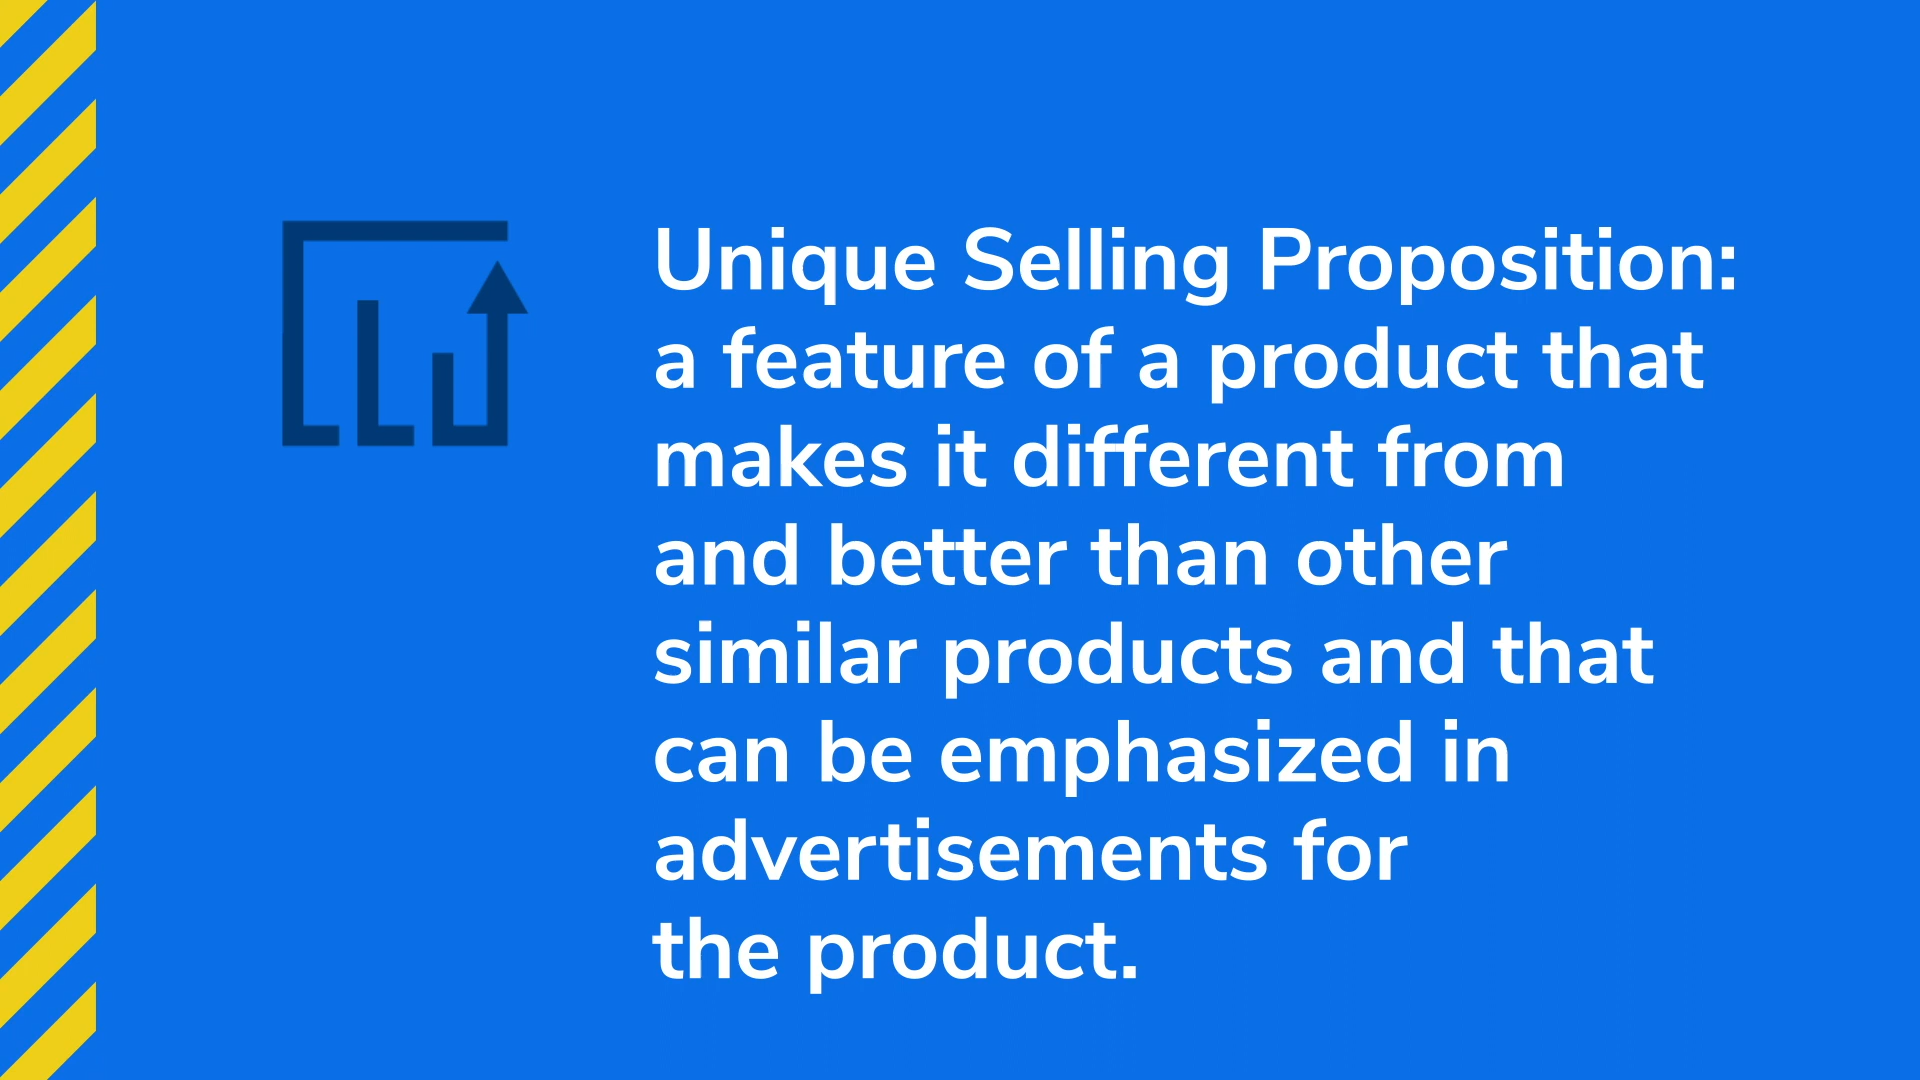 Unique Selling Proposition:
a feature of a product that
makes it different from
and better than other
similar products and that
can be emphasized in
advertisements for
the product.